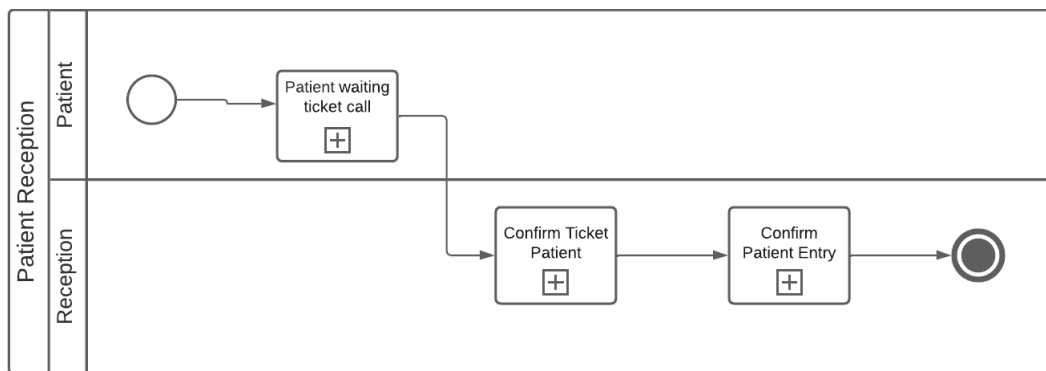 Patient Reception
Patient
Patient waiting
ticket call
Reception
Confirm Ticket
Patient
Confirm
Patient Entry